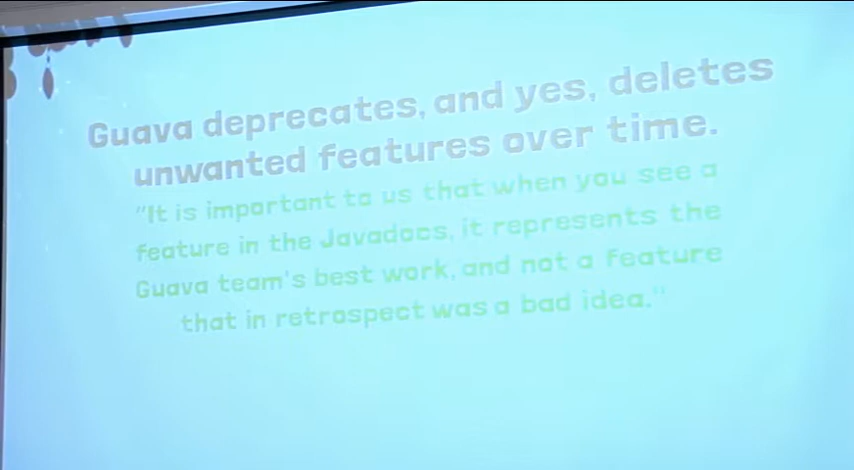 Guava deprecates, and yes, deletes
unwanted features over time.
"It is important to us that when you see a
feature in the Javadocs, it represents the
Guava team's best work, and not a feature
that in retrospect was a bad idea."